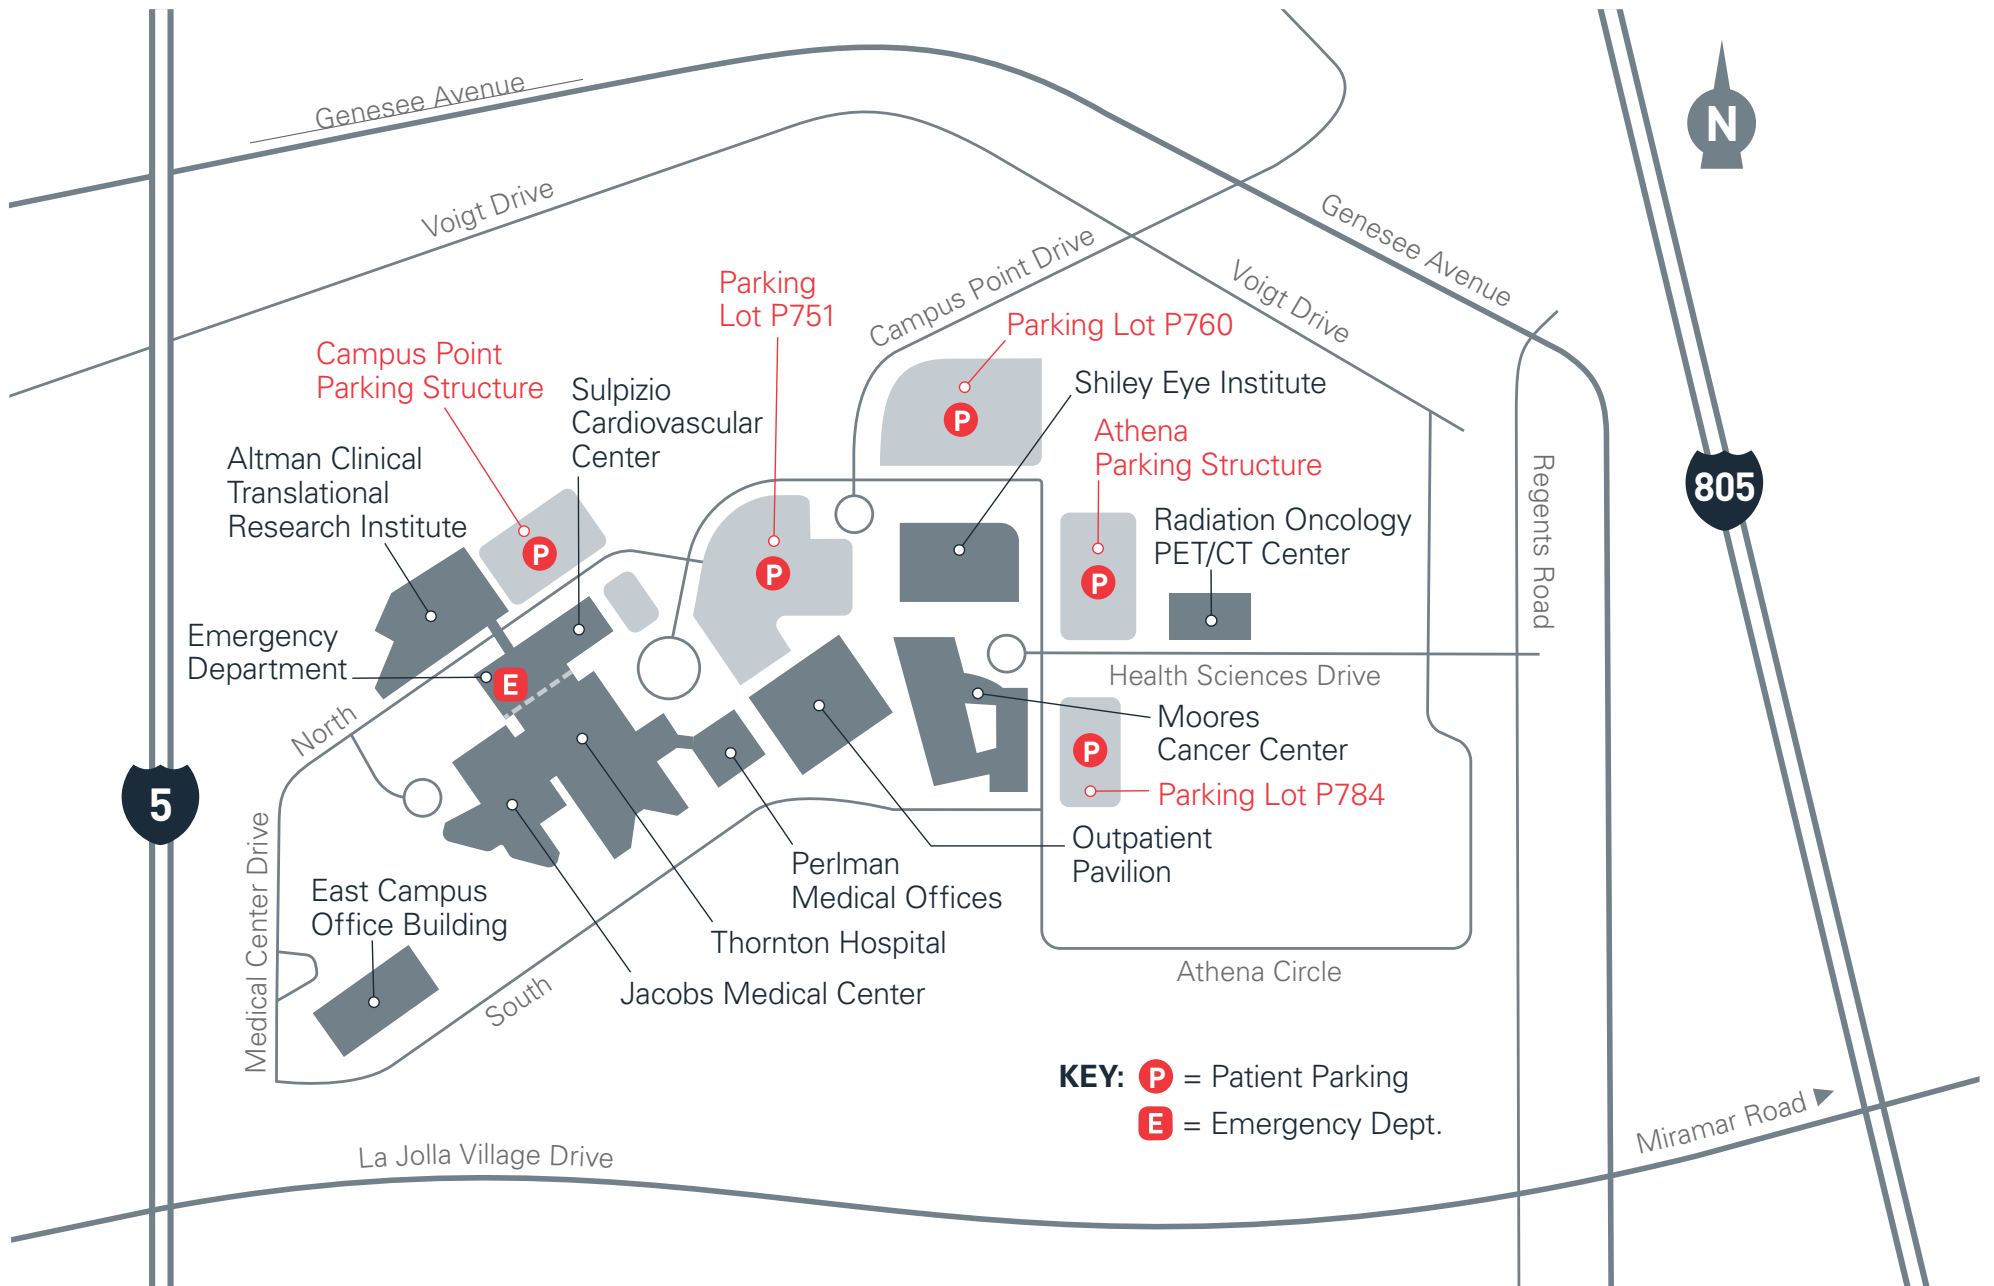 Genesee Avenue
N
Voigt Drive
Genesee Avenue
Campus Point Drive
Voigt Drive
Parking
Lot P751
Parking Lot P760
Campus Point
Parking Structure
Sulpizio
Cardiovascular
Center
Shiley Eye Institute
P
Athena
Parking Structure
Altman Clinical
Translational
Research Institute
Regents Road
805
Radiation Oncology
PET/CT Center
P
P
P
Emergency
Department
E
Health Sciences Drive
North
Moores
Cancer Center
P
Parking Lot P784
5
Outpatient
Pavilion
Perlman
Medical Offices
Medical Center Drive
East Campus
Office Building
Thornton Hospital
Athena Circle
Jacobs Medical Center
South
KEY: P = Patient Parking
E = Emergency Dept.
Miramar Road
La Jolla Village Drive